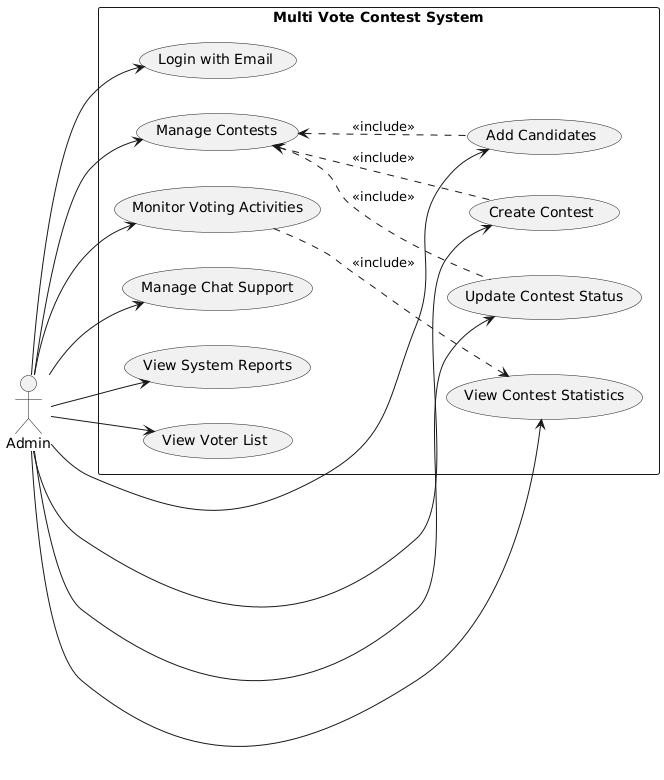 Multi Vote Contest System
Login with Email
Manage Contests
«include»
Add Candidates
«include»
«include»
Monitor Voting Activities
Create Contest
«include»
Manage Chat Support
Update Contest Status
View System Reports
View Contest Statistics
Admin
View Voter List